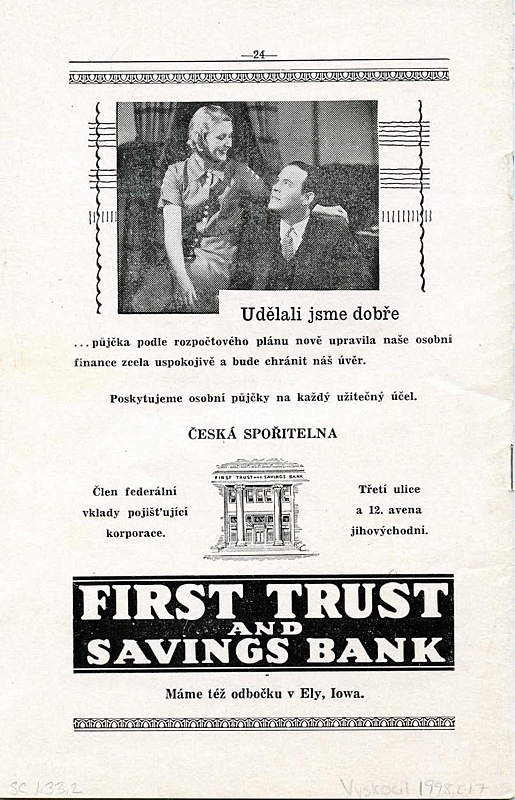 —24—
Udělali jsme dobře
...půjčka podle rozpočtového plánu nově upravila naše osobní
finance zcela uspokojivě a bude chránit náš úvěr.
Poskytujeme osobní půjčky na každý užitečný účel.
ČESKÁ SPOŘITELNA
FIRST TRUST AND SAVINGS BANK
Člen federální
vklady pojišt'ující
korporace.
Třetí ulice
a 12. avena
jihovýchodní.
FIRST TRUST
AND
SAVINGS BANK
Máme též odbočku v Ely, Iowa.
SC 1.33.2
Vyskocil 1998.017